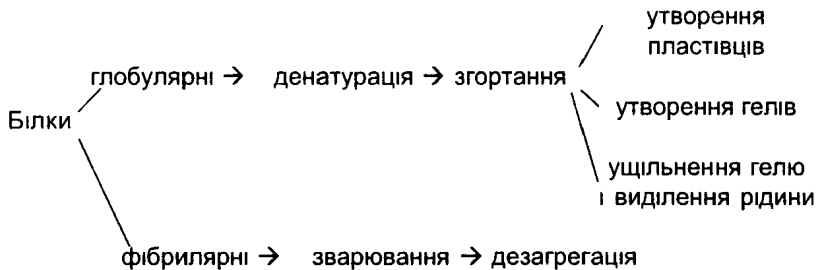 утворення
пластівців
глобулярні → денатурація → згортання
утворення гелів
Білки
ущільнення гелю
і виділення рідини
фібрилярні → зварювання → дезагрегація